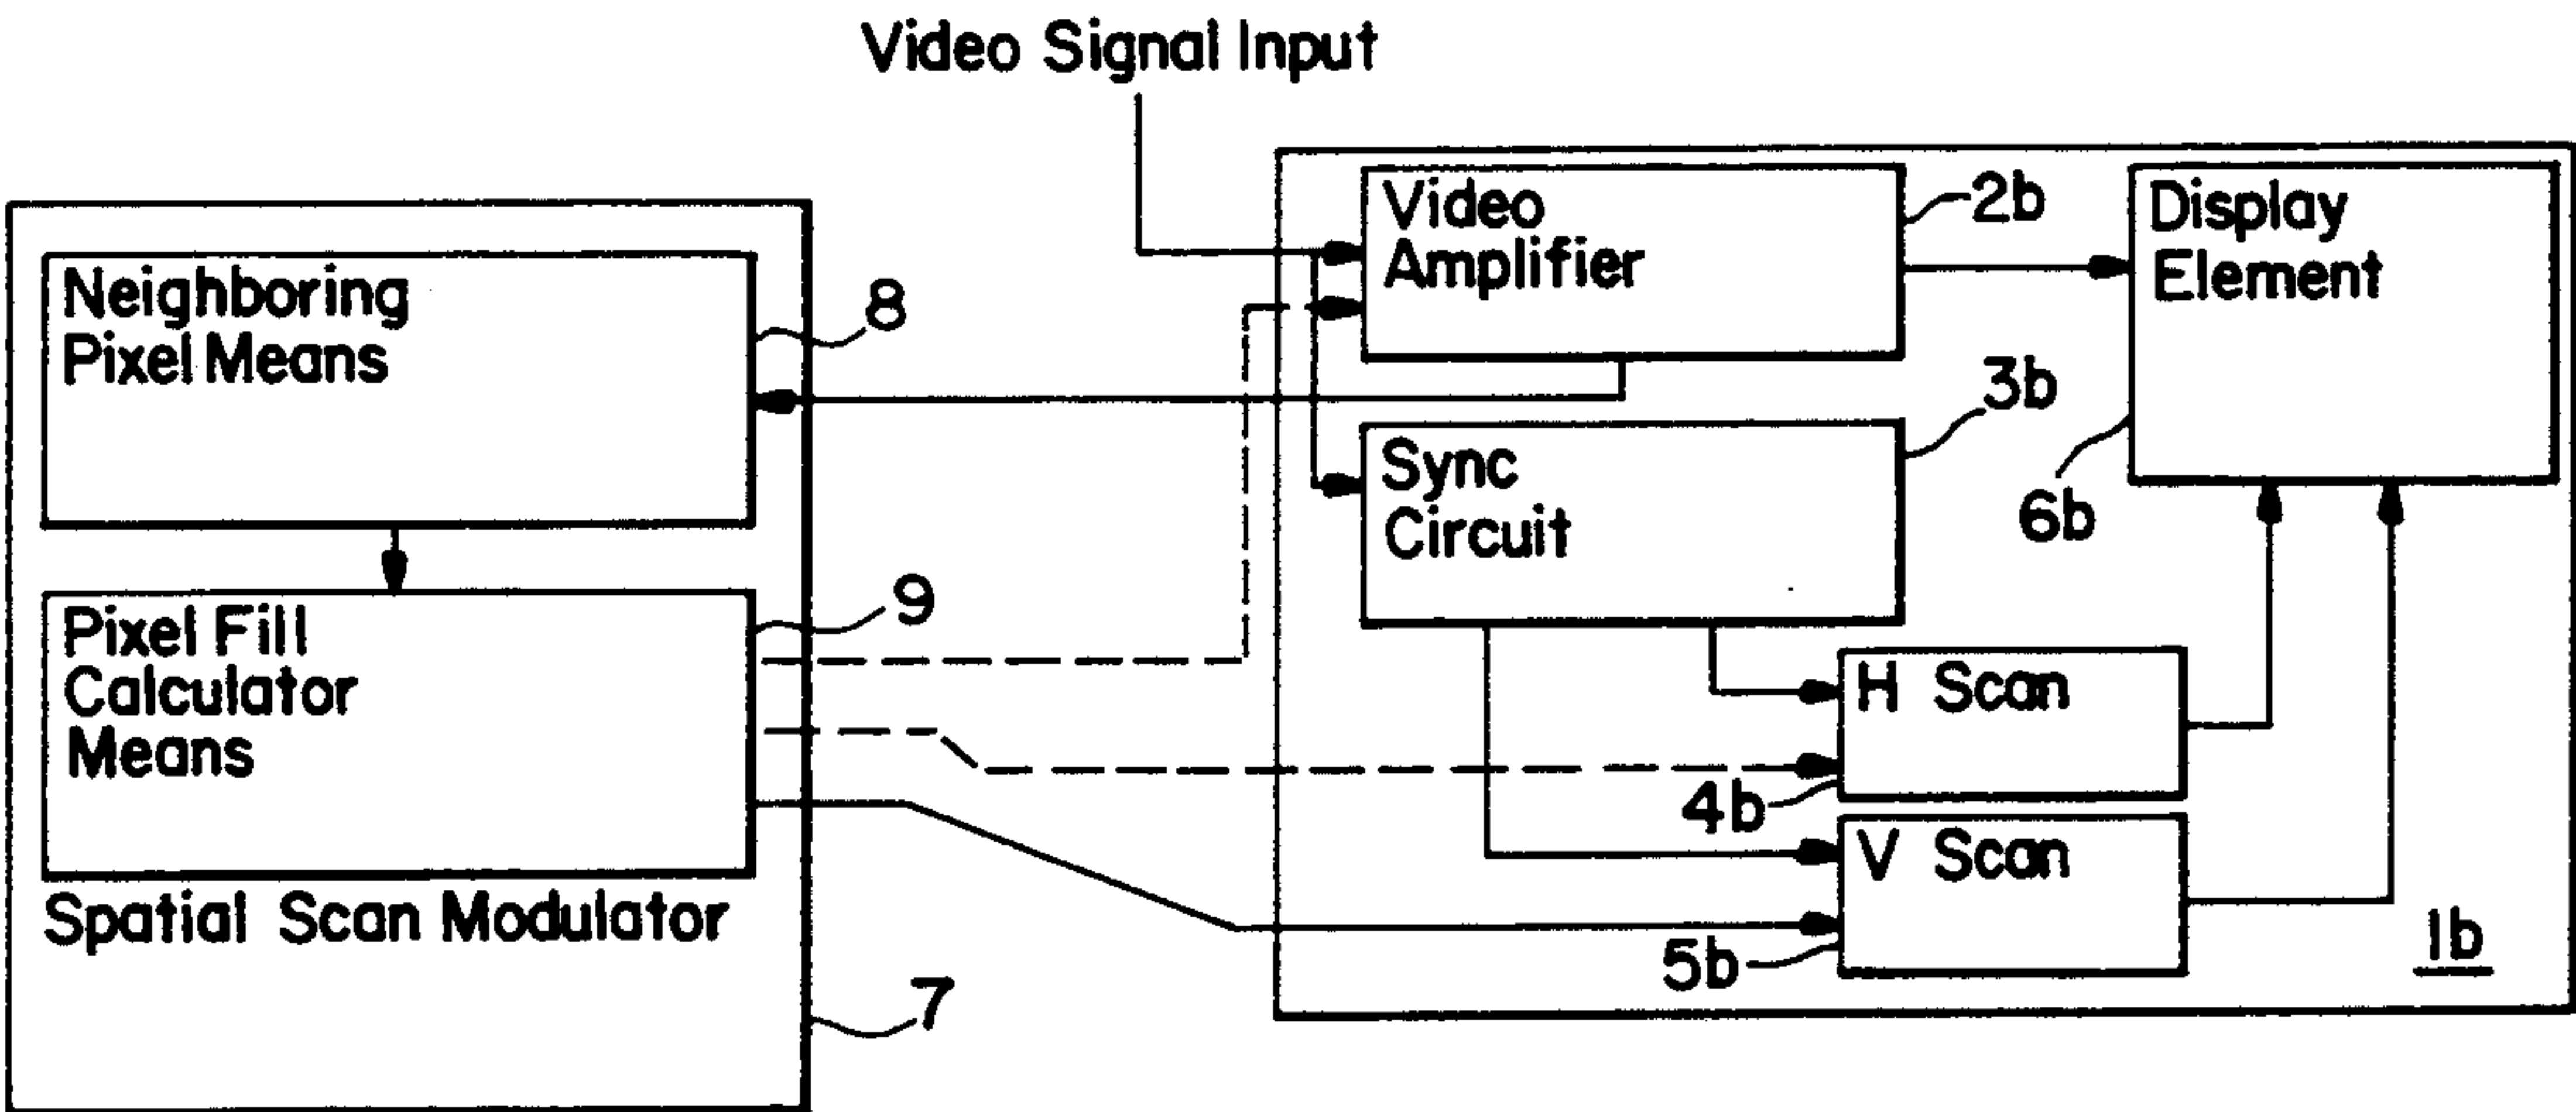 Video Signal Input
Neighboring
Pixel Means
8
Pixel Fill
Calculator
Means
9
Spatial Scan Modulator
7
Video
Amplifier
2b
Display
Element
6b
Sync
Circuit
3b
H Scan
4b
V Scan
5b
1b